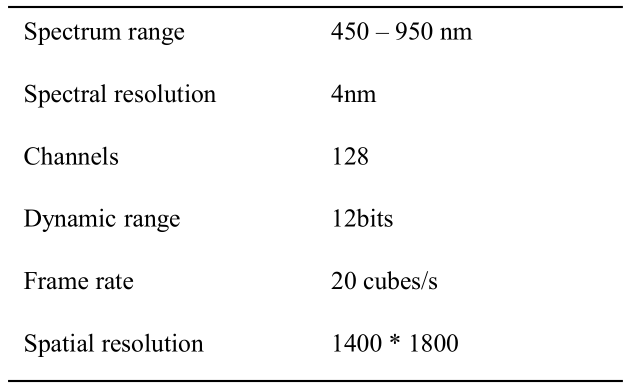 Spectrum range 450 – 950 nm
Spectral resolution 4nm
Channels 128
Dynamic range 12bits
Frame rate 20 cubes/s
Spatial resolution 1400 * 1800